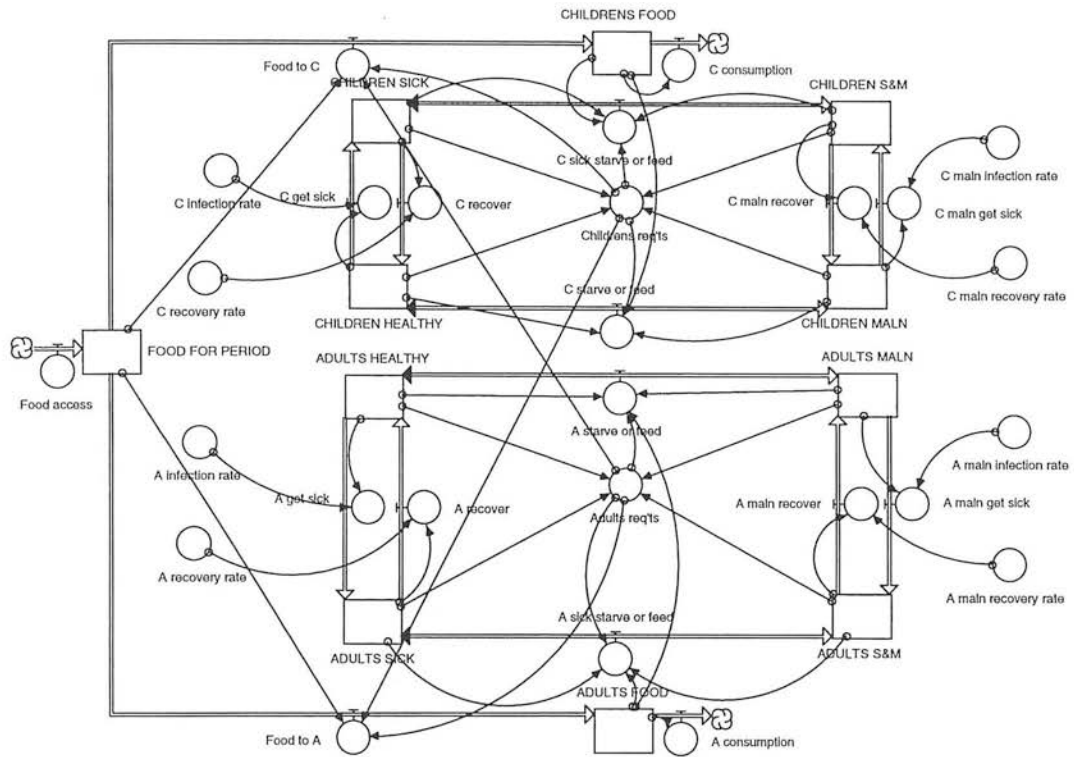 CHILDRENS FOOD
Food to C
C consumption
CHILDREN SICK
CHILDREN S&M
C sick starve or feed
C maln infection rate
C infection rate
C get sick
C recover
C maln recover
C maln get sick
Childrens req'ts
C starve or feed
C recovery rate
C maln recovery rate
CHILDREN HEALTHY
CHILDREN MALN
FOOD FOR PERIOD
ADULTS HEALTHY
ADULTS MALN
Food access
A starve or feed
A infection rate
A maln infection rate
A get sick
A recover
Adults req'ts
A maln recover
A maln get sick
A recovery rate
A maln recovery rate
A sick starve or feed
ADULTS SICK
ADULTS S&M
ADULTS FOOD
Food to A
A consumption